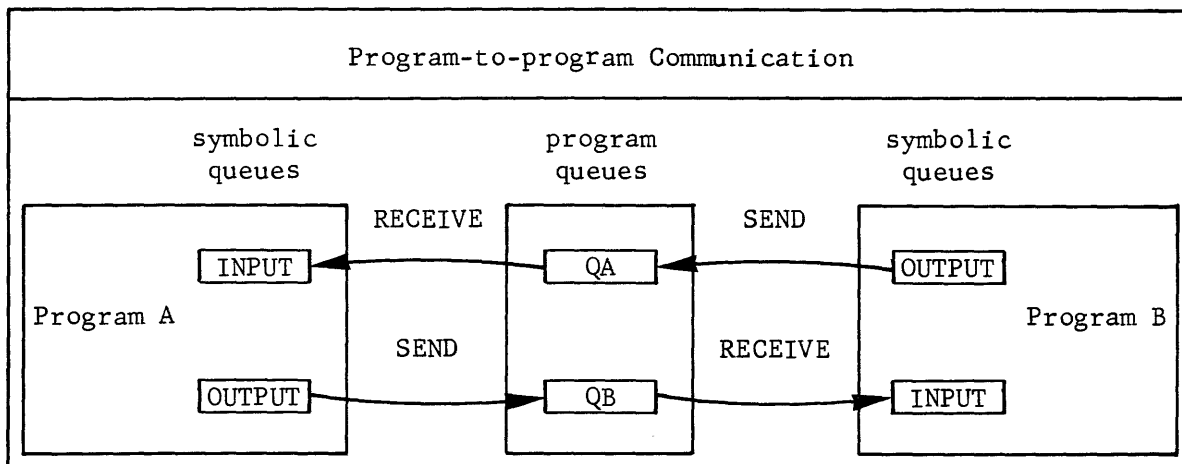 Program-to-program Communication
symbolic queues
program queues
symbolic queues
RECEIVE
SEND
INPUT
QA
OUTPUT
Program A
Program B
SEND
RECEIVE
OUTPUT
QB
INPUT